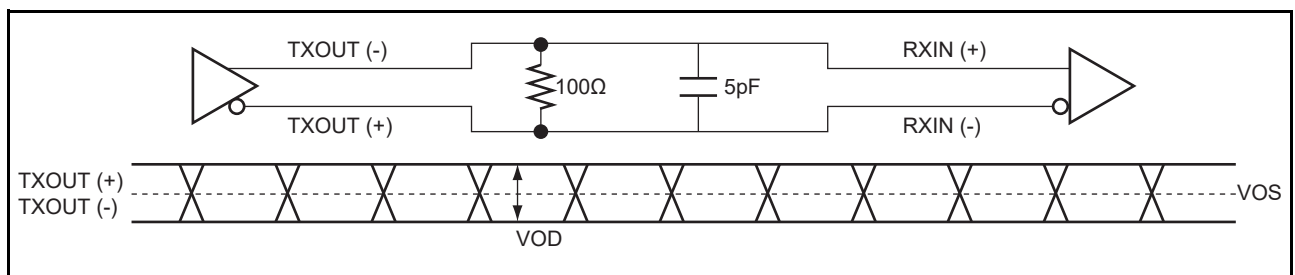 TXOUT (-)
RXIN (+)
100Ω
5pF
TXOUT (+)
RXIN (-)
TXOUT (+)
TXOUT (-)
VOS
VOD